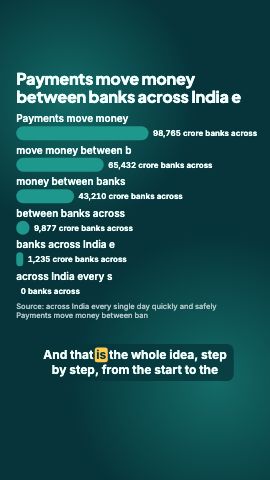 Payments move money
between banks across India e
Payments move money
98,765 crore banks across
move money between b
65,432 crore banks across
money between banks
43,210 crore banks across
between banks across
9,877 crore banks across
banks across India e
1,235 crore banks across
across India every s
0 banks across
Source: across India every single day quickly and safely
Payments move money between ban
And that is the whole idea, step
by step, from the start to the